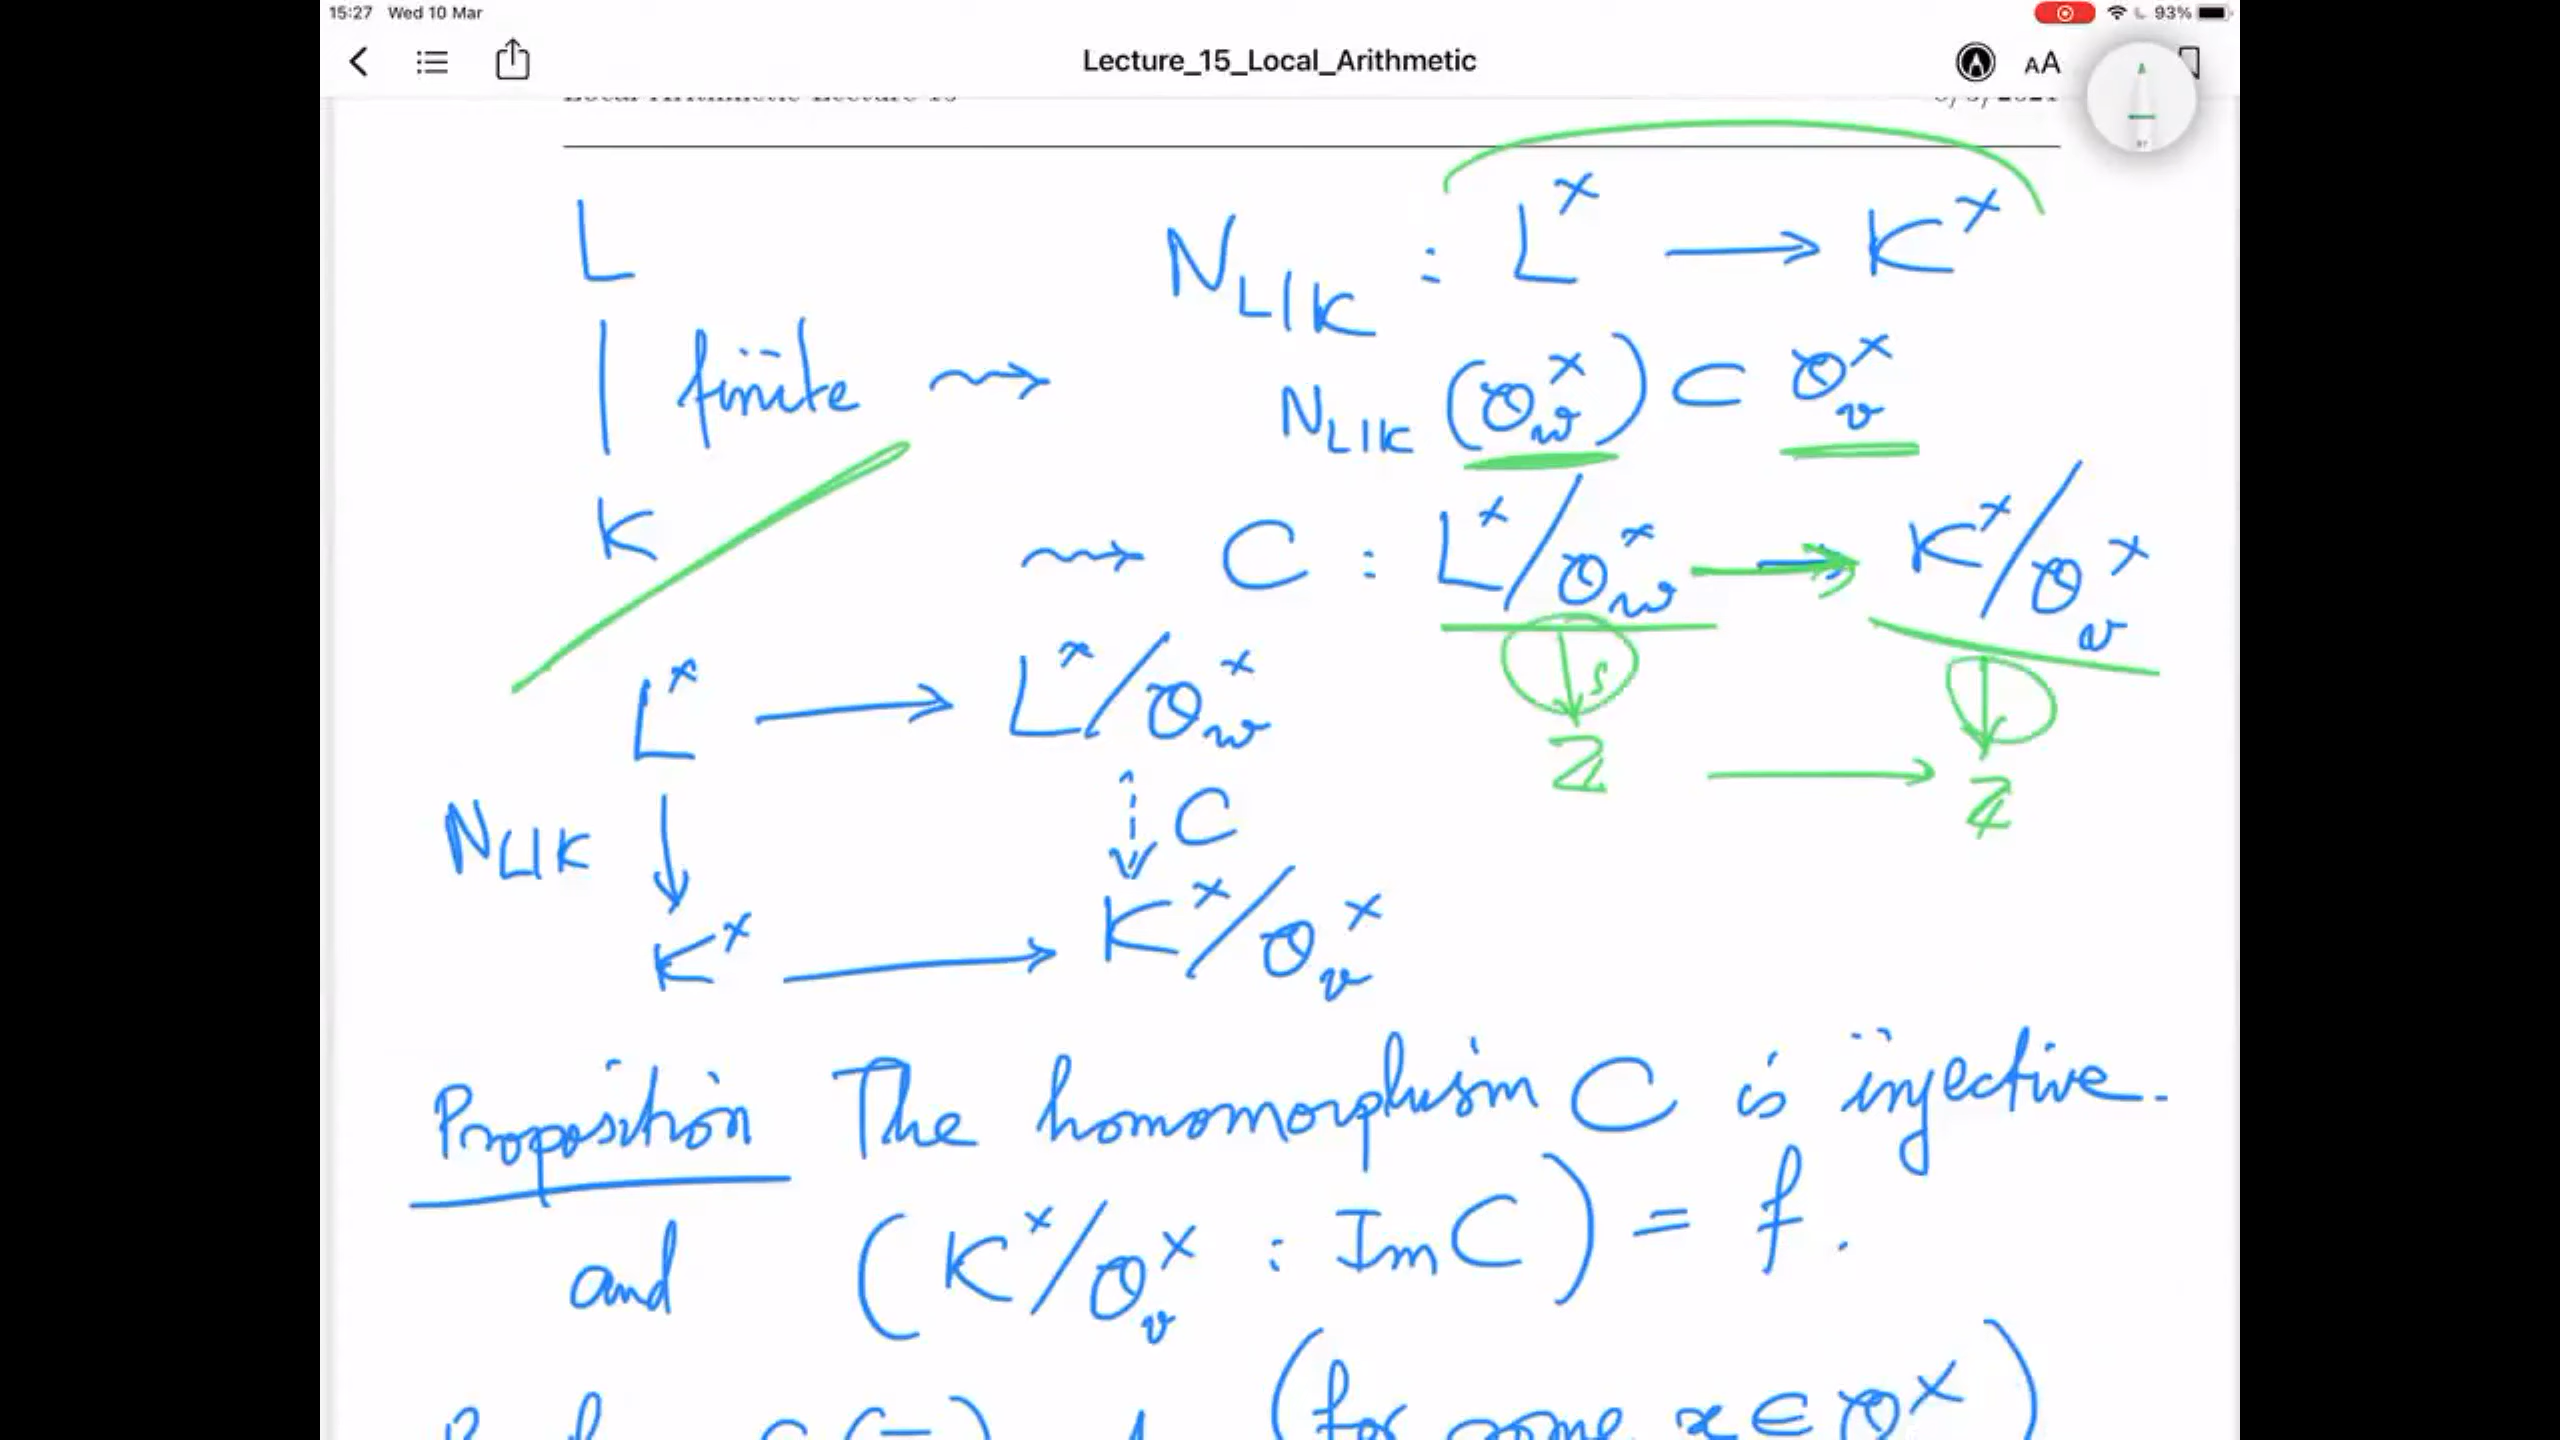 15:27 Wed 10 Mar 93%
Lecture_15_Local_Arithmetic
AA
L N_{L|K} : L^× ⟶ K^×
| finite ⇝ N_{L|K} (𝒪_w^×) ⊂ 𝒪_v^×
K ⇝ C : L^×/𝒪_w^× ⟶ K^×/𝒪_v^×
↓∫ ↓
ℤ ⟶ ℤ
L^× ⟶ L^×/𝒪_w^×
N_{L|K} ↓ ⇣ C
K^× ⟶ K^×/𝒪_v^×
Proposition The homomorphism C is injective.
and (K^×/𝒪_v^× : Im C) = f.
(for some x ∈ 𝒪^×)